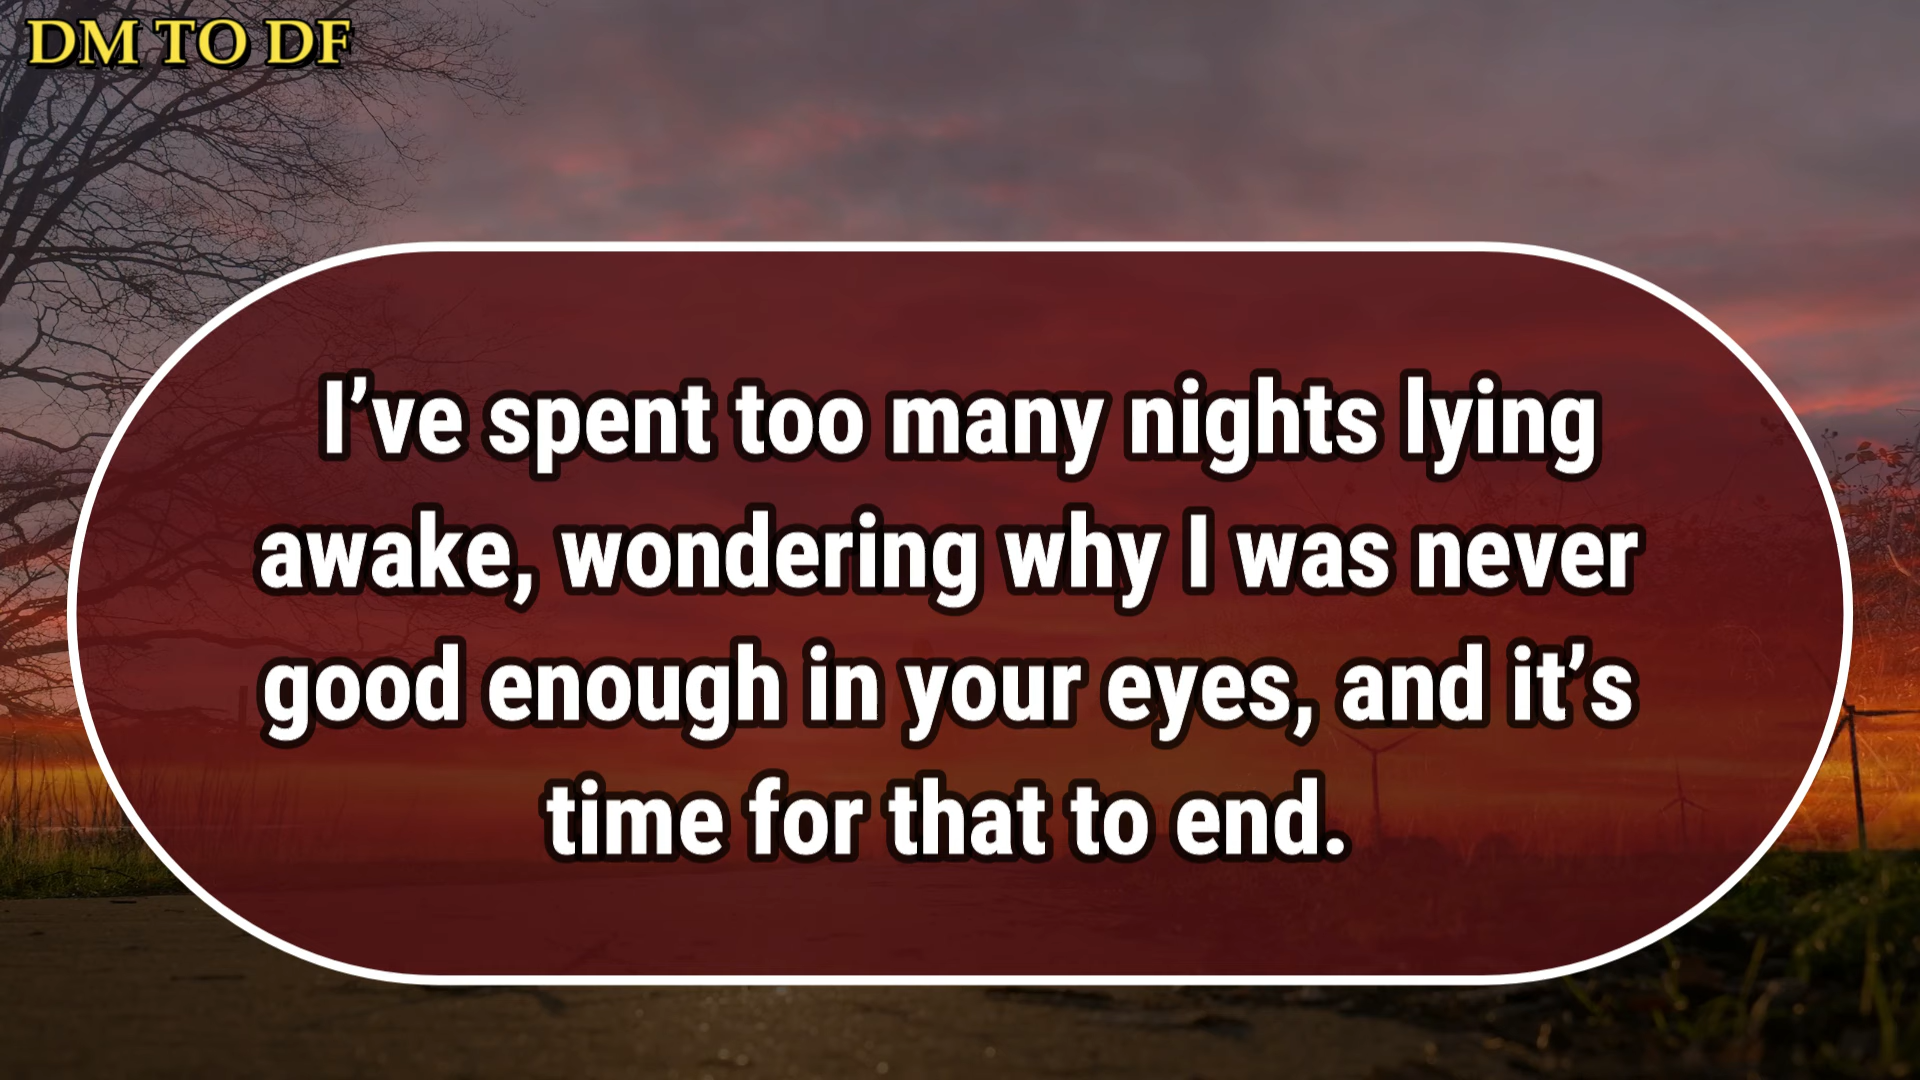 DM TO DF
I’ve spent too many nights lying
awake, wondering why I was never
good enough in your eyes, and it’s
time for that to end.